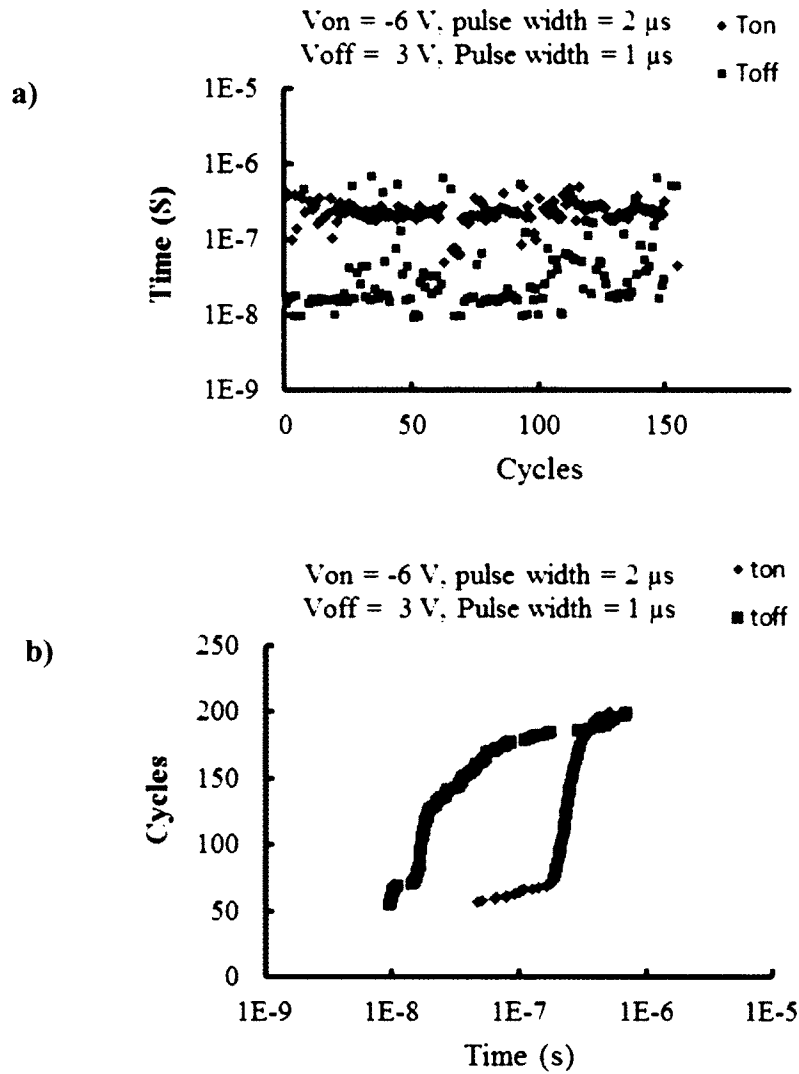 a)
Von = -6 V, pulse width = 2 µs
Voff = 3 V, Pulse width = 1 µs
Ton
Toff
1E-5
1E-6
1E-7
1E-8
1E-9
Time (S)
0 50 100 150
Cycles
b)
Von = -6 V, pulse width = 2 µs
Voff = 3 V, Pulse width = 1 µs
ton
toff
250
200
150
100
50
0
Cycles
1E-9 1E-8 1E-7 1E-6 1E-5
Time (s)